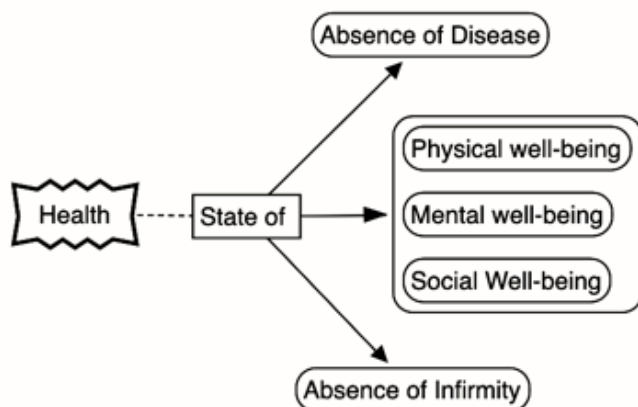 Absence of Disease
Physical well-being
Health
State of
Mental well-being
Social Well-being
Absence of Infirmity